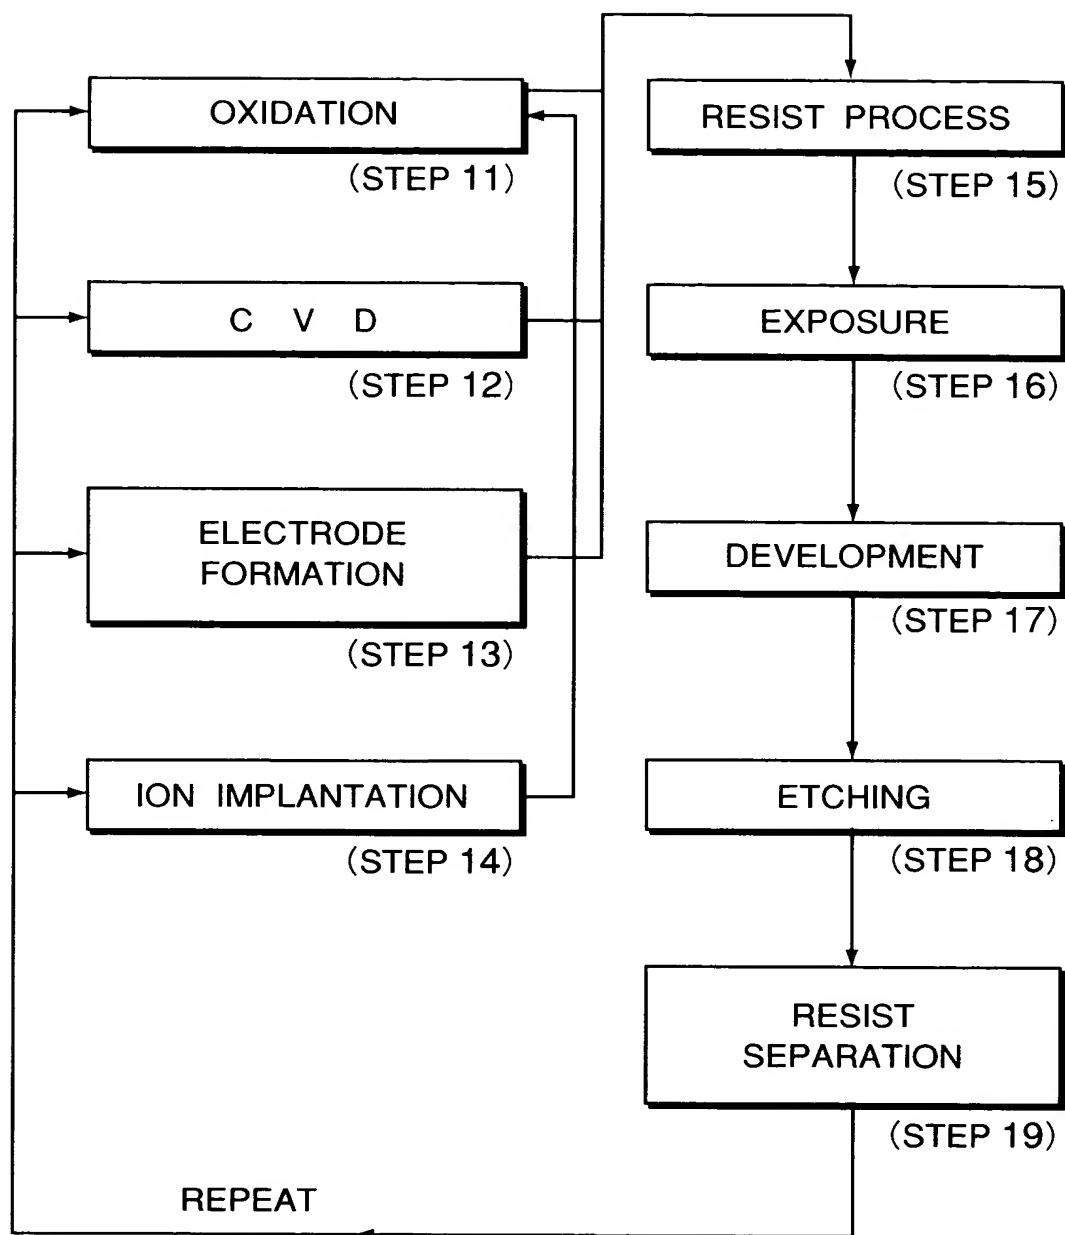 OXIDATION
(STEP 11)
C V D
(STEP 12)
ELECTRODE
FORMATION
(STEP 13)
ION IMPLANTATION
(STEP 14)
RESIST PROCESS
(STEP 15)
EXPOSURE
(STEP 16)
DEVELOPMENT
(STEP 17)
ETCHING
(STEP 18)
RESIST
SEPARATION
(STEP 19)
REPEAT